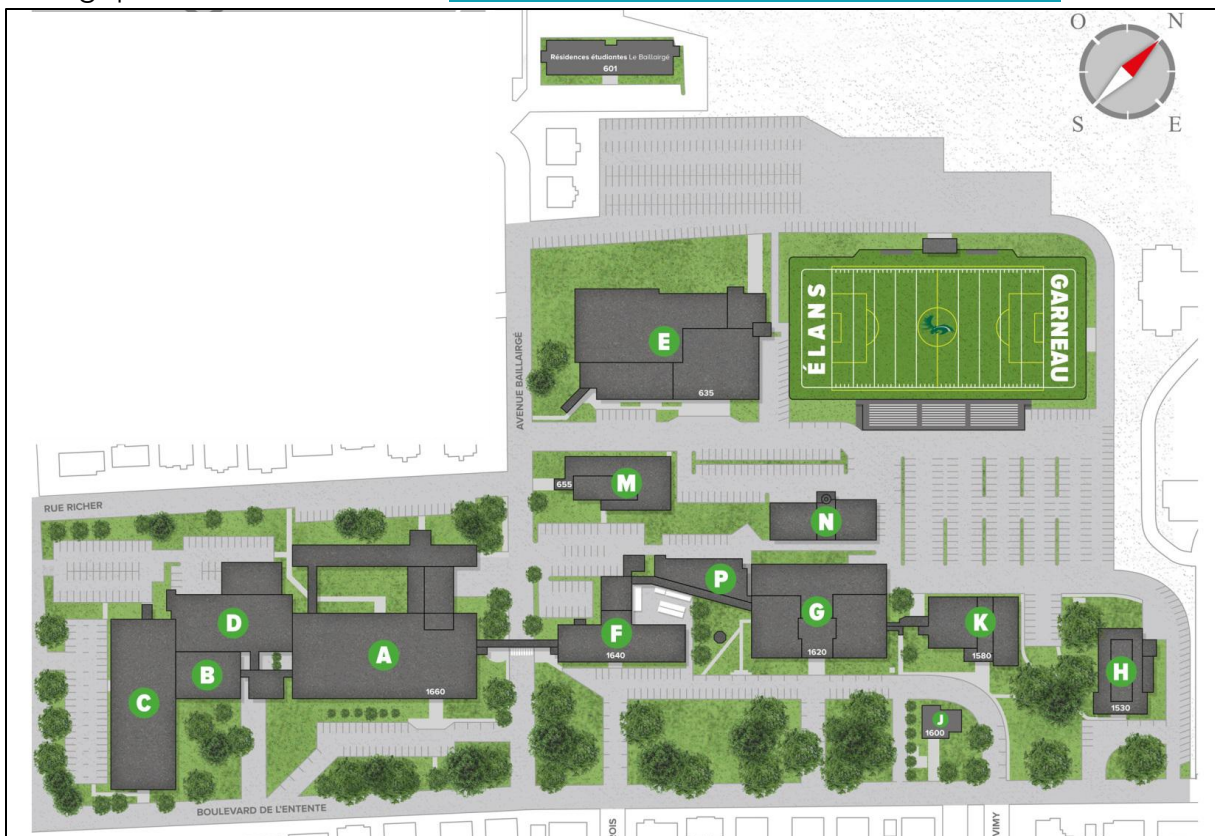 O
N
S
E
Résidences étudiantes Le Baillairgé
601
AVENUE BAILLAIRGÉ
E
635
ÉLANS
GARNEAU
RUE RICHER
655
M
N
P
D
A
1660
B
C
F
1640
G
1620
K
1580
H
1530
J
1600
BOULEVARD DE L'ENTENTE
VIMY